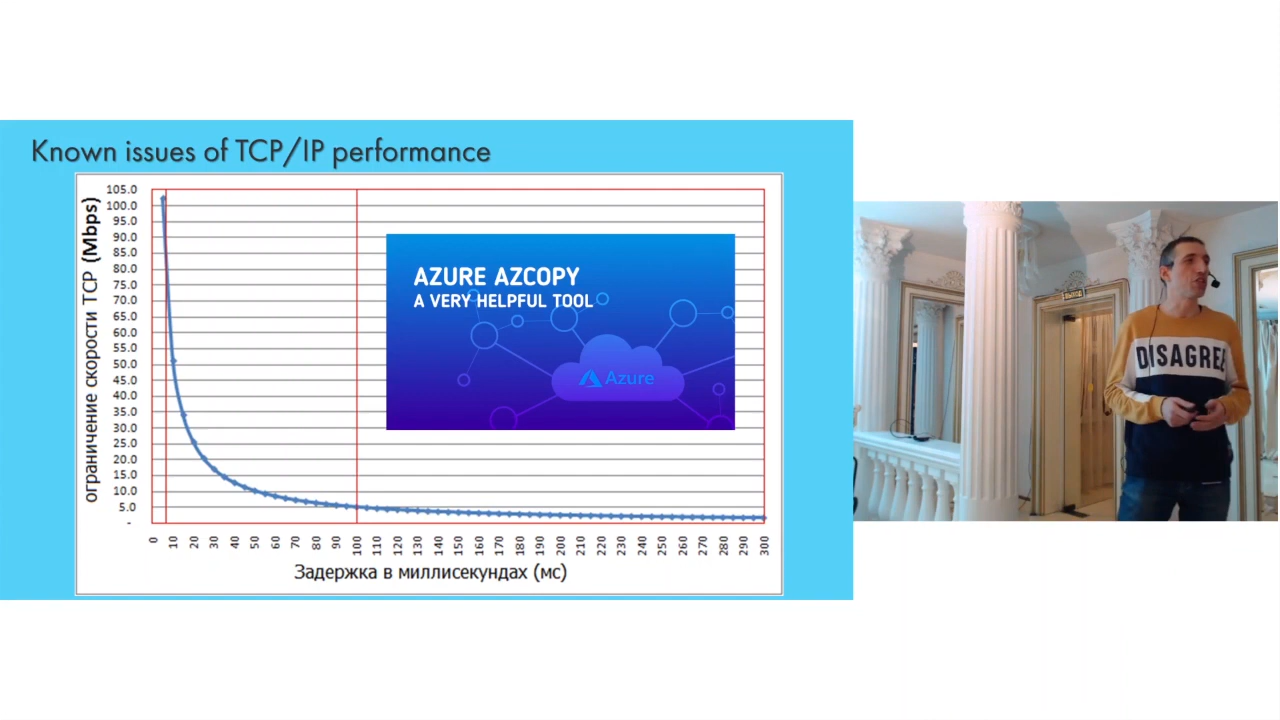 Known issues of TCP/IP performance
ограничение скорости TCP (Mbps)
105.0
100.0
95.0
90.0
85.0
80.0
75.0
70.0
65.0
60.0
55.0
50.0
45.0
40.0
35.0
30.0
25.0
20.0
15.0
10.0
5.0
-
AZURE AZCOPY
A VERY HELPFUL TOOL
Azure
0 10 20 30 40 50 60 70 80 90 100 110 120 130 140 150 160 170 180 190 200 210 220 230 240 250 260 270 280 290 300
Задержка в миллисекундах (мс)
DISAGREE